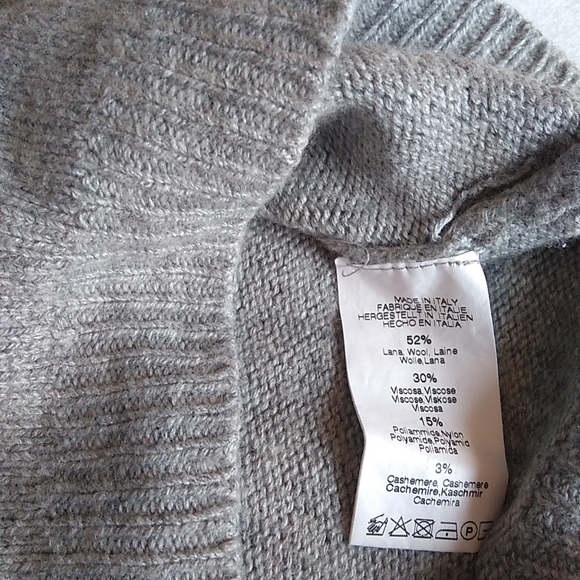 MADE IN ITALY
FABRIQUE EN ITALIE
HERGESTELLT IN ITALIEN
HECHO EN ITALIA
52%
Lana, Wool, Laine
Wolle,Lana
30%
Viscosa,Viscose
Viscose,Viskose
Viscosa
15%
Poliammide,Nylon
Polyamide,Polyamid
Poliamida
3%
Cashemere, Cashemere
Cachemire,Kaschmir
Cachemira
P